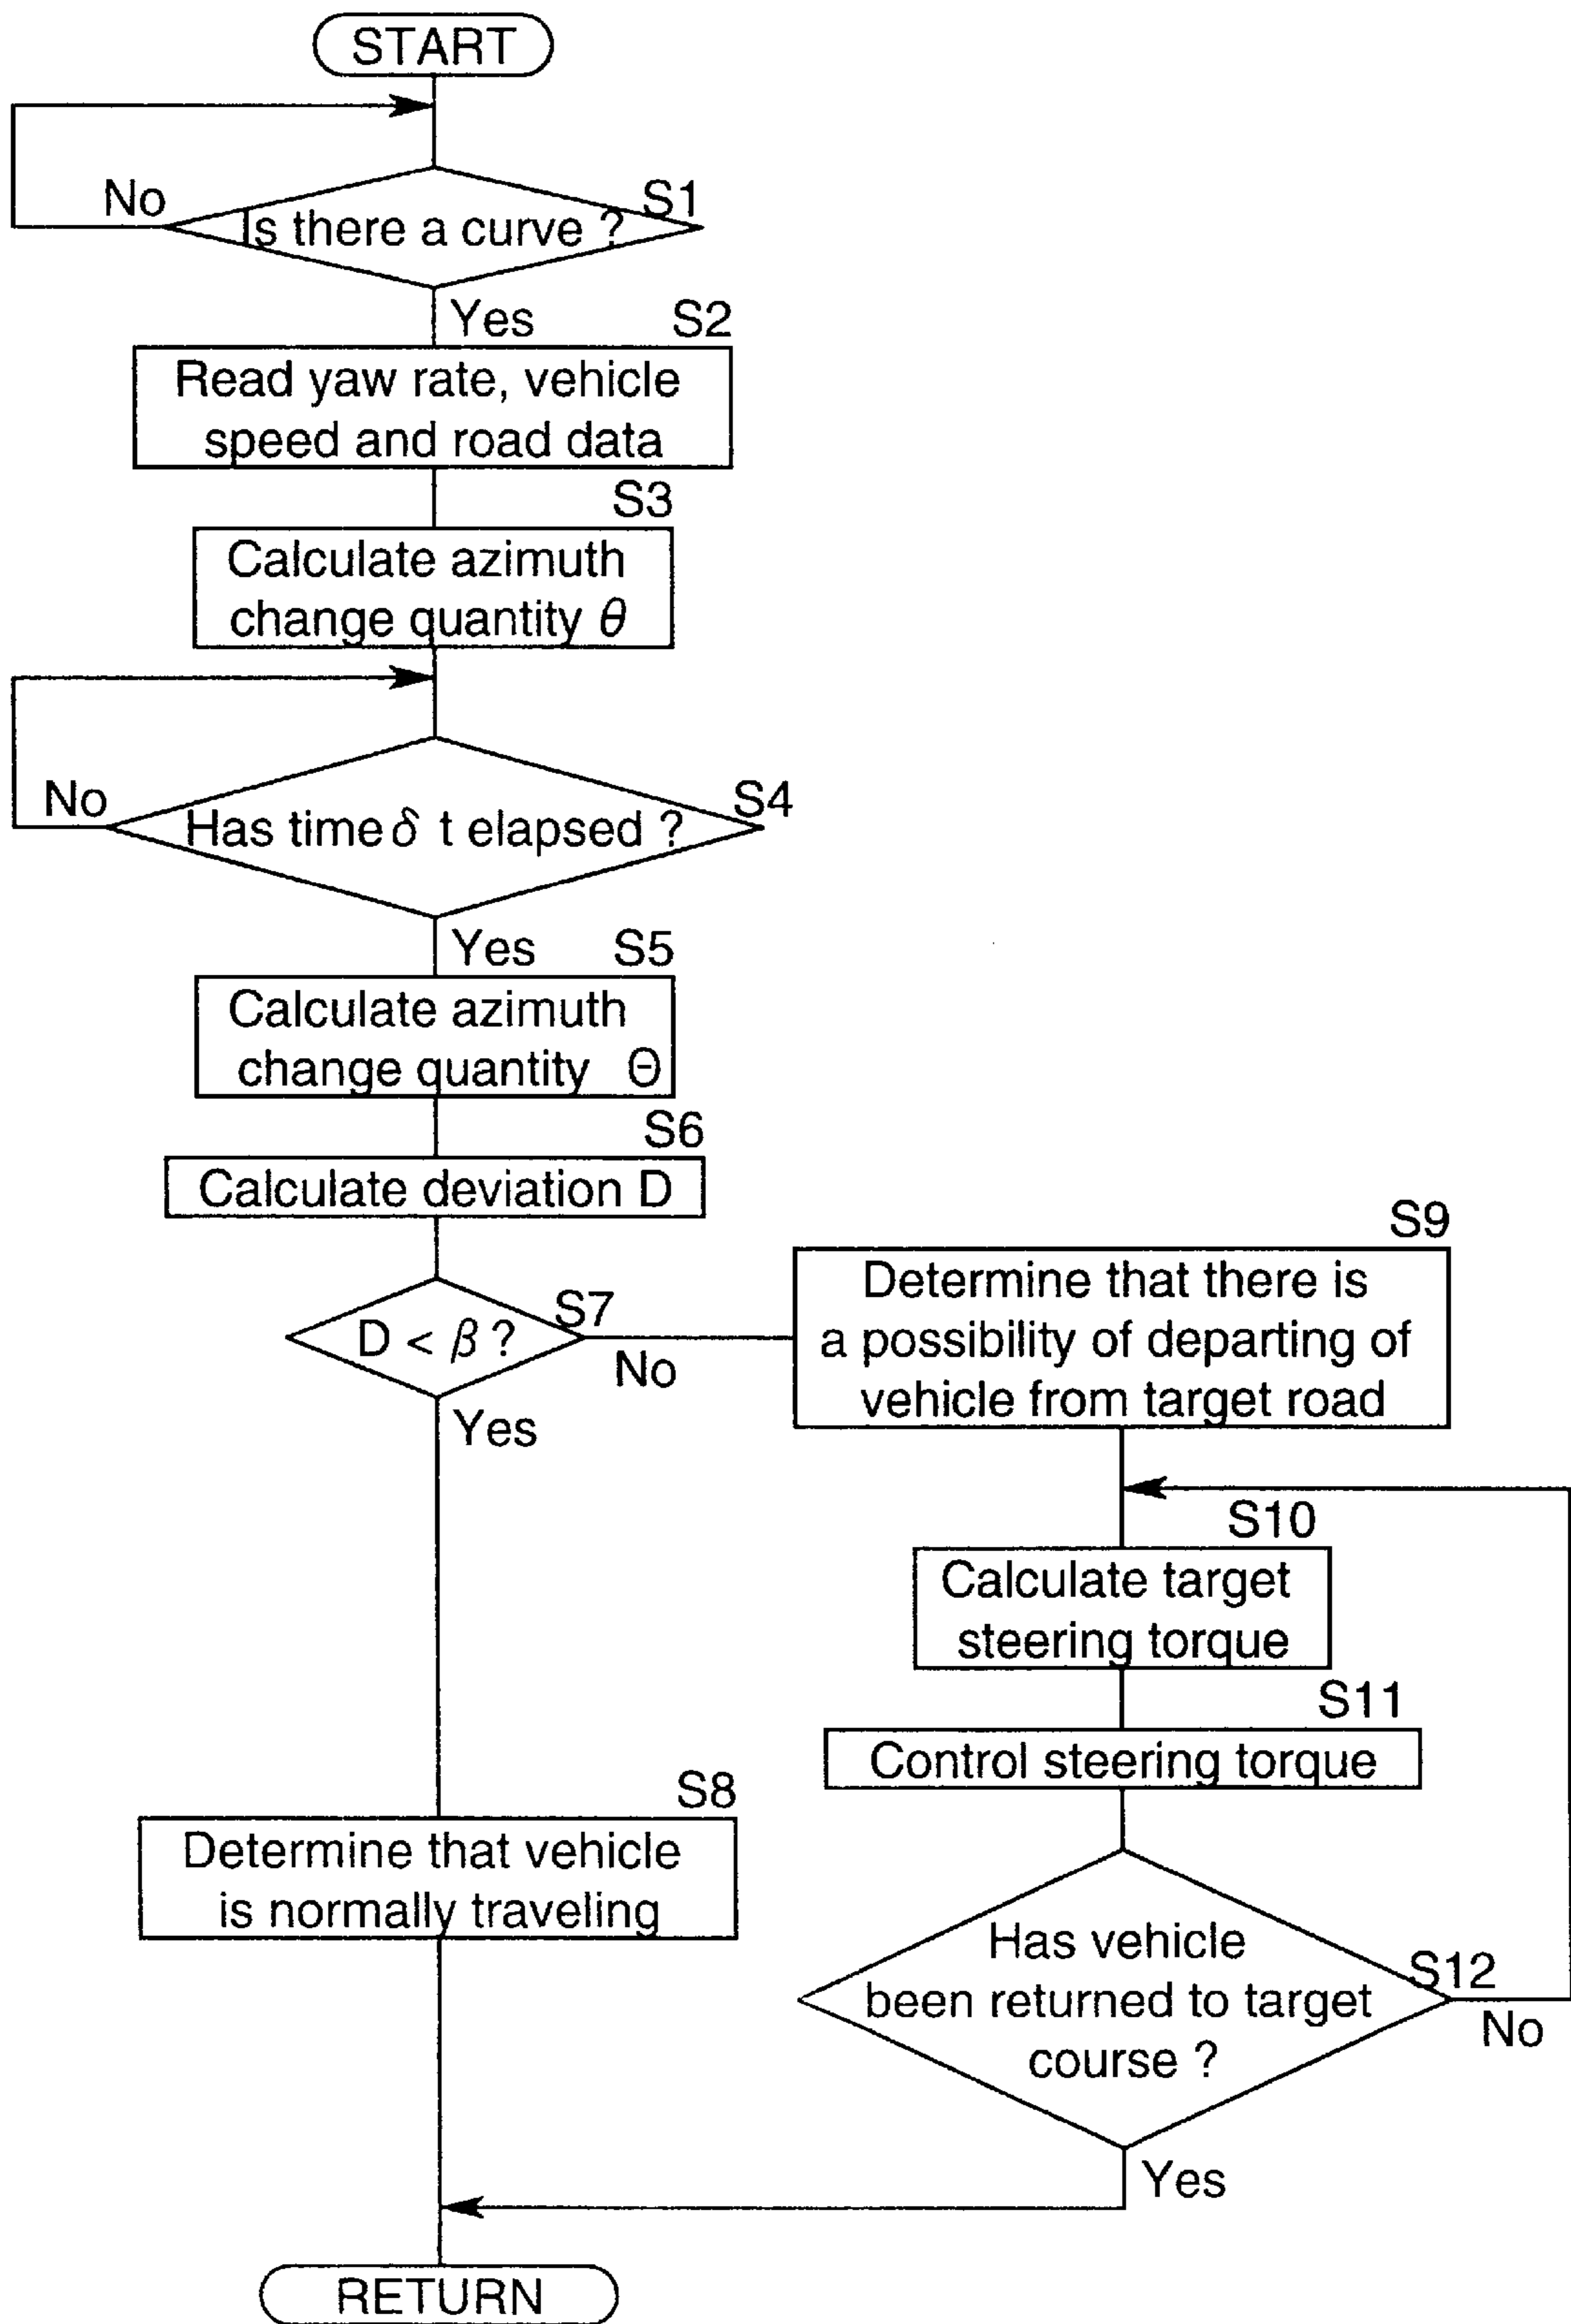 START
No
S1
Is there a curve ?
Yes
S2
Read yaw rate, vehicle
speed and road data
S3
Calculate azimuth
change quantity θ
No
S4
Has time δ t elapsed ?
Yes
S5
Calculate azimuth
change quantity Θ
S6
Calculate deviation D
S7
D < β ?
No
Yes
S9
Determine that there is
a possibility of departing of
vehicle from target road
S10
Calculate target
steering torque
S11
Control steering torque
S8
Determine that vehicle
is normally traveling
S12
Has vehicle
been returned to target
course ?
No
Yes
RETURN